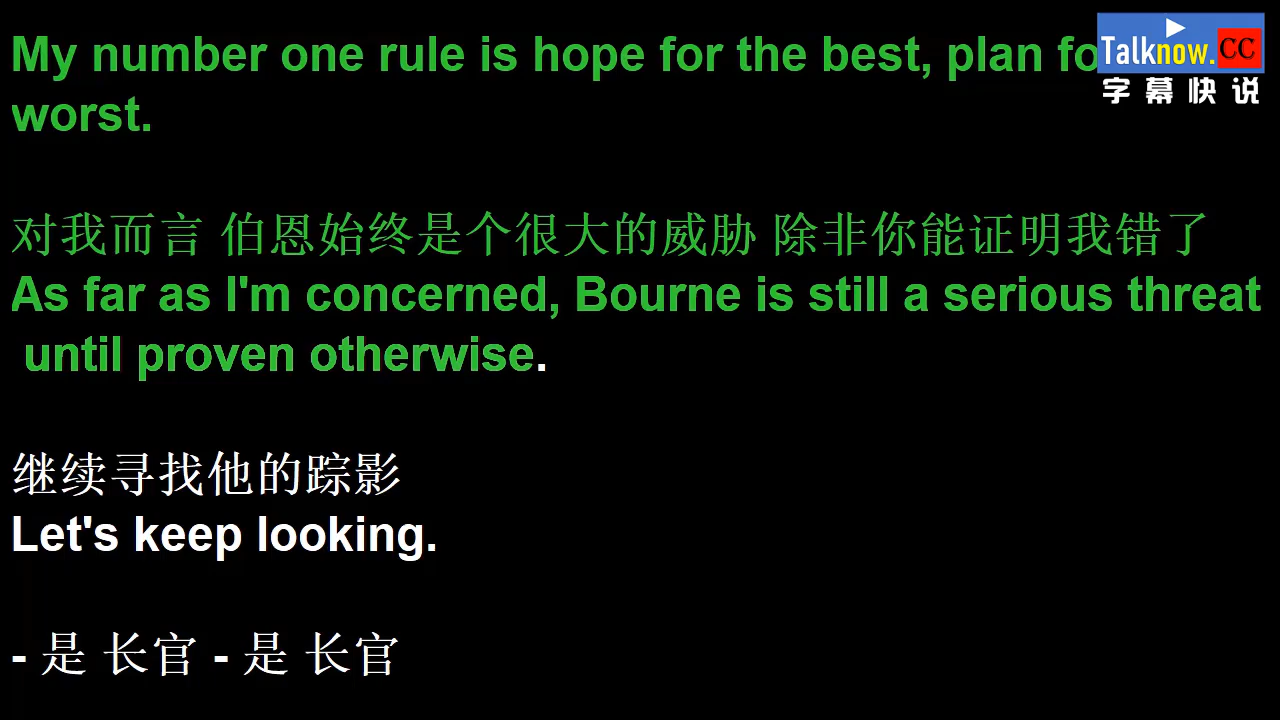 My number one rule is hope for the best, plan fo
worst.
Talknow.CC
字幕快说
对我而言 伯恩始终是个很大的威胁 除非你能证明我错了
As far as I'm concerned, Bourne is still a serious threat
until proven otherwise.
继续寻找他的踪影
Let's keep looking.
- 是 长官 - 是 长官